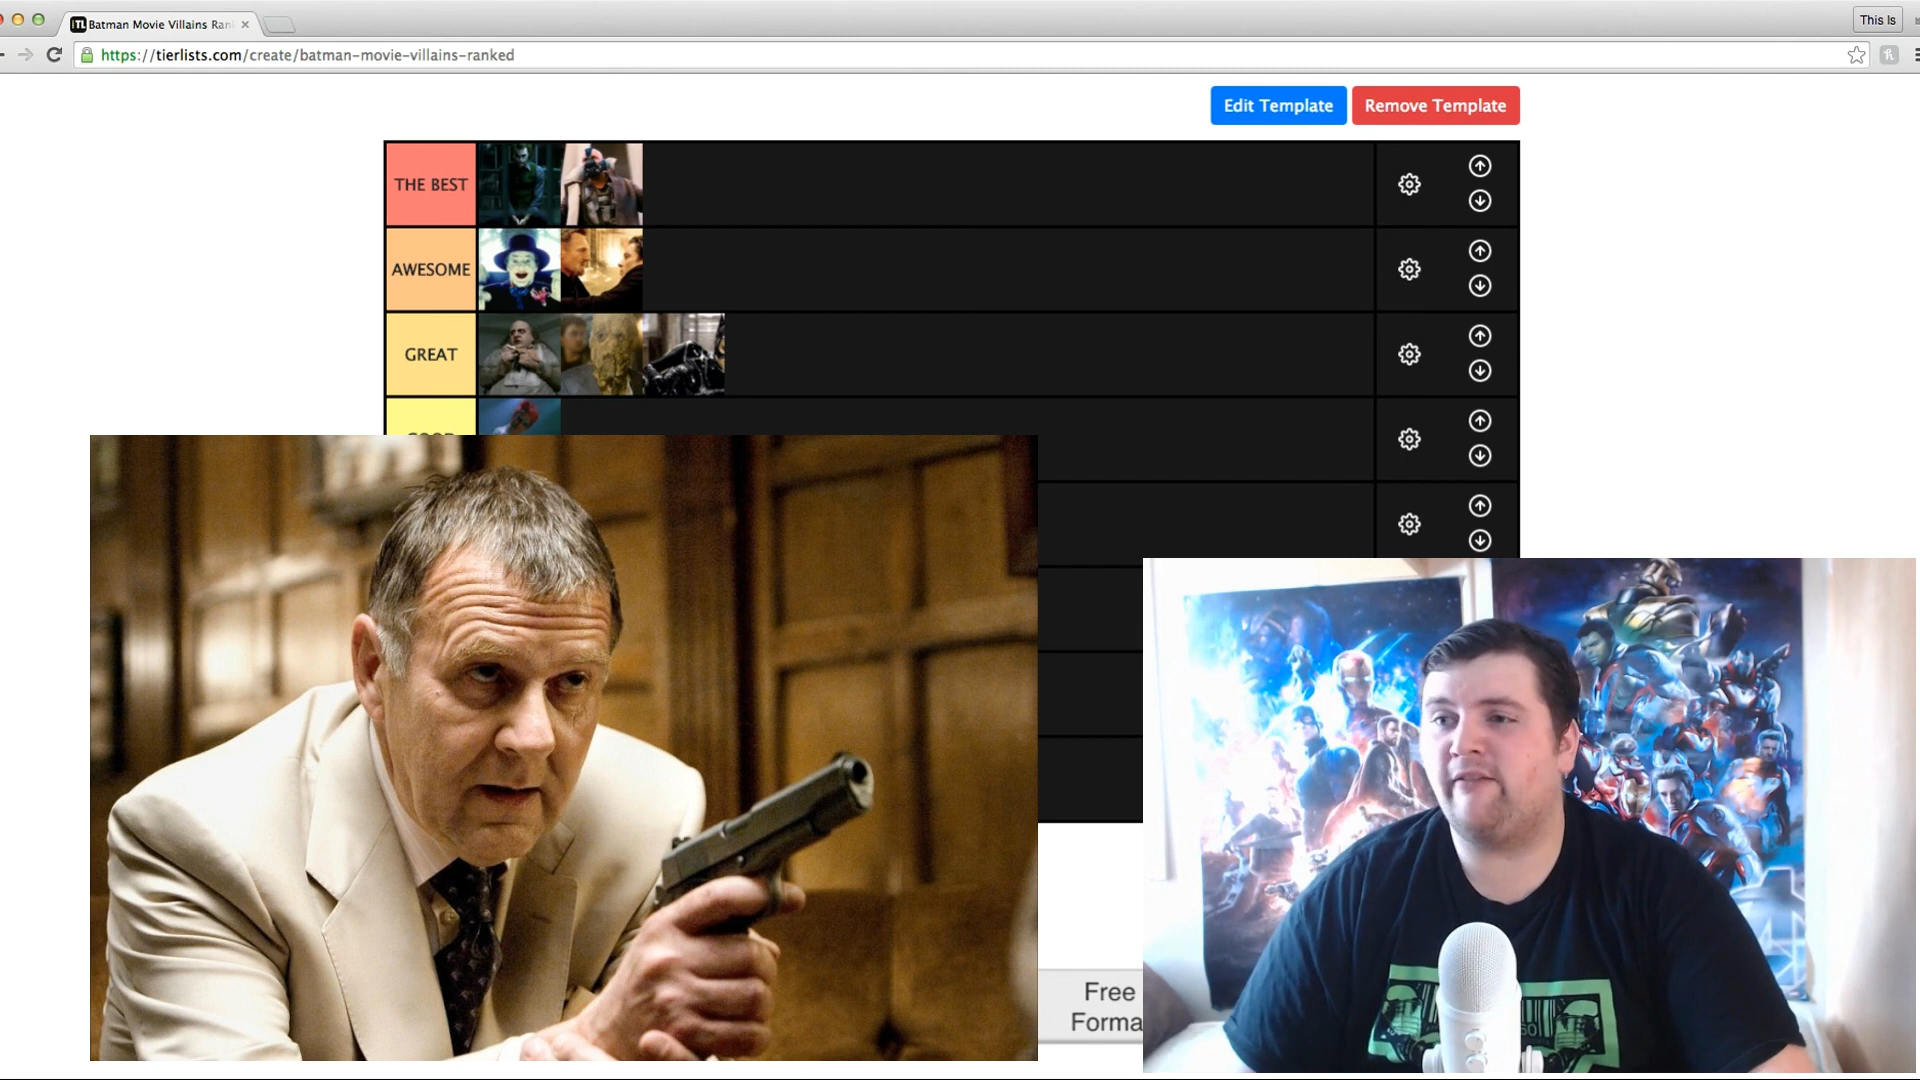 Batman Movie Villains Ran
This Is
https://tierlists.com/create/batman-movie-villains-ranked
Edit Template
Remove Template
THE BEST
AWESOME
GREAT
Free
Forma